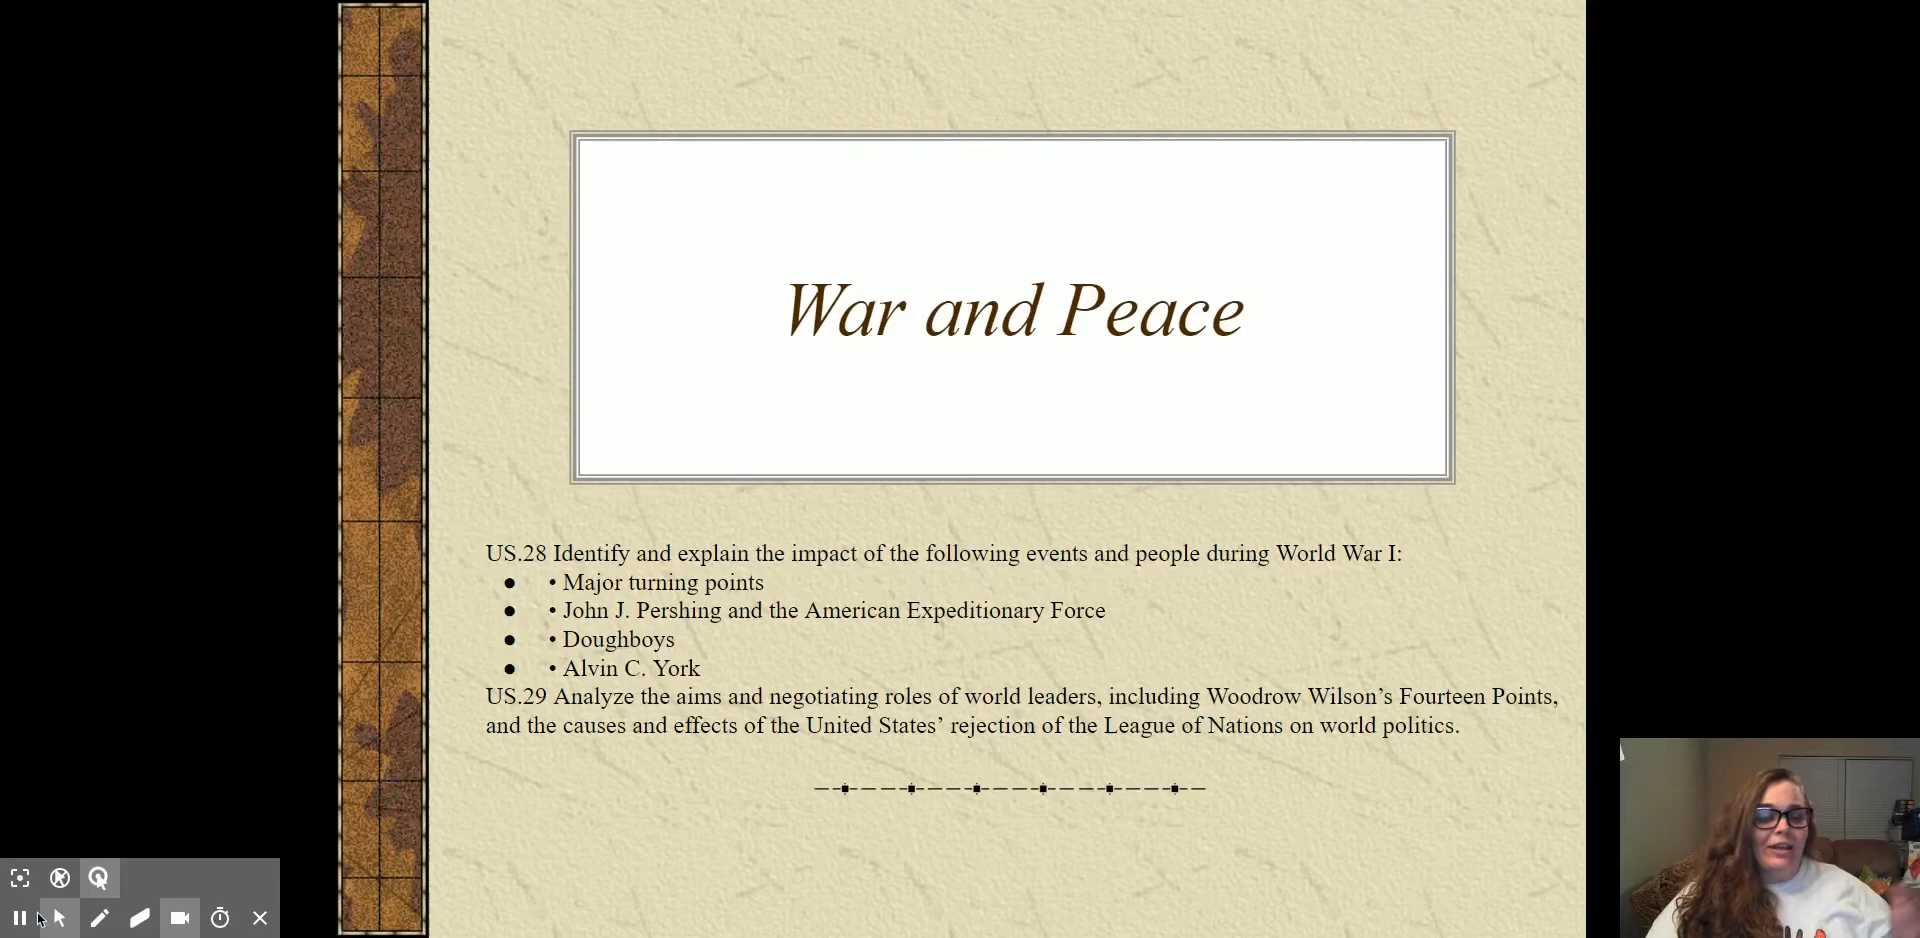 War and Peace
US.28 Identify and explain the impact of the following events and people during World War I:
● • Major turning points
● • John J. Pershing and the American Expeditionary Force
● • Doughboys
● • Alvin C. York
US.29 Analyze the aims and negotiating roles of world leaders, including Woodrow Wilson’s Fourteen Points,
and the causes and effects of the United States’ rejection of the League of Nations on world politics.